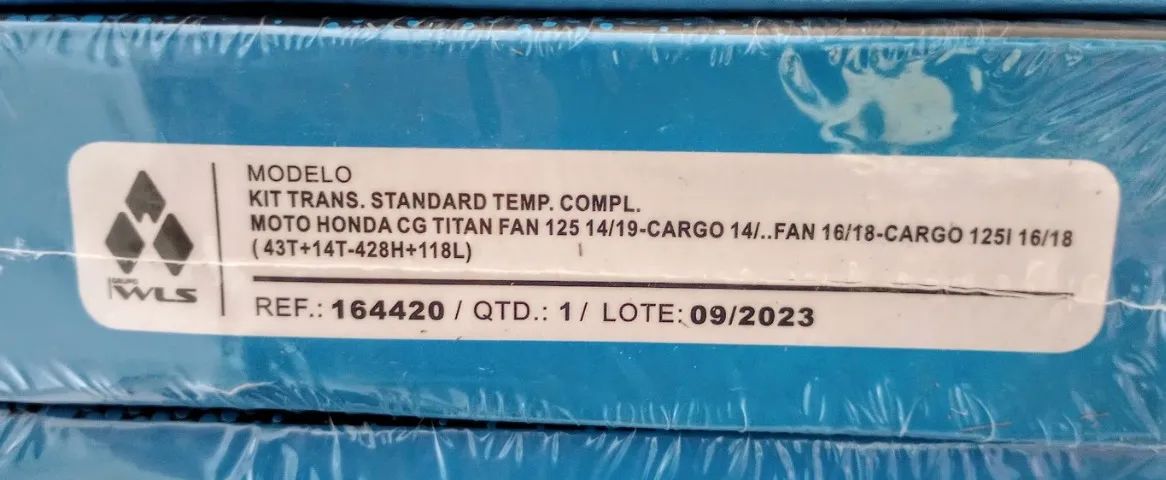 MODELO
KIT TRANS. STANDARD TEMP. COMPL.
MOTO HONDA CG TITAN FAN 125 14/19-CARGO 14/..FAN 16/18-CARGO 125I 16/18
(43T+14T-428H+118L)
GRUPO
WLS
REF.: 164420 / QTD.: 1 / LOTE: 09/2023